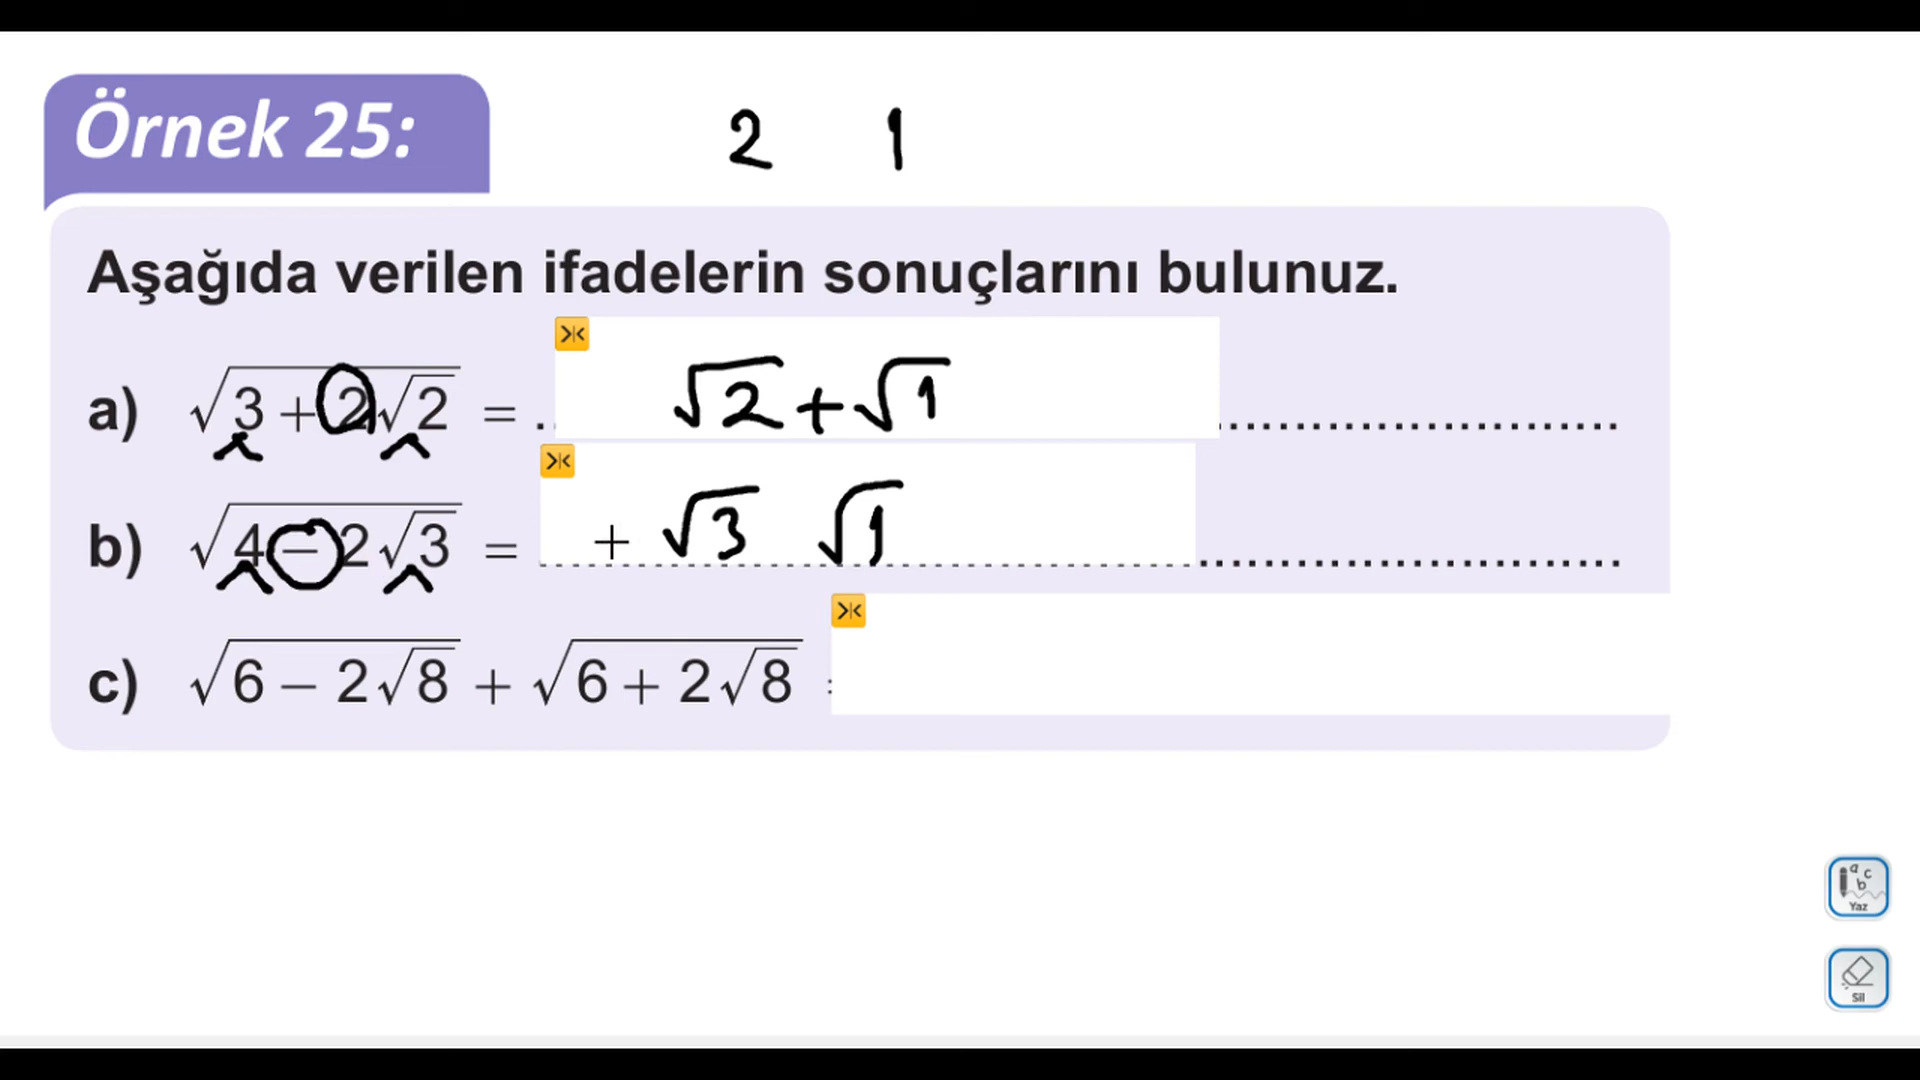 Örnek 25:
2 1
Aşağıda verilen ifadelerin sonuçlarını bulunuz.
a) √(3 + 2√2) = .. √2 + √1 ........................
b) √(4 − 2√3) = + √3 √1 ........................
c) √(6 − 2√8) + √(6 + 2√8) :
a b c
Yaz
Sil